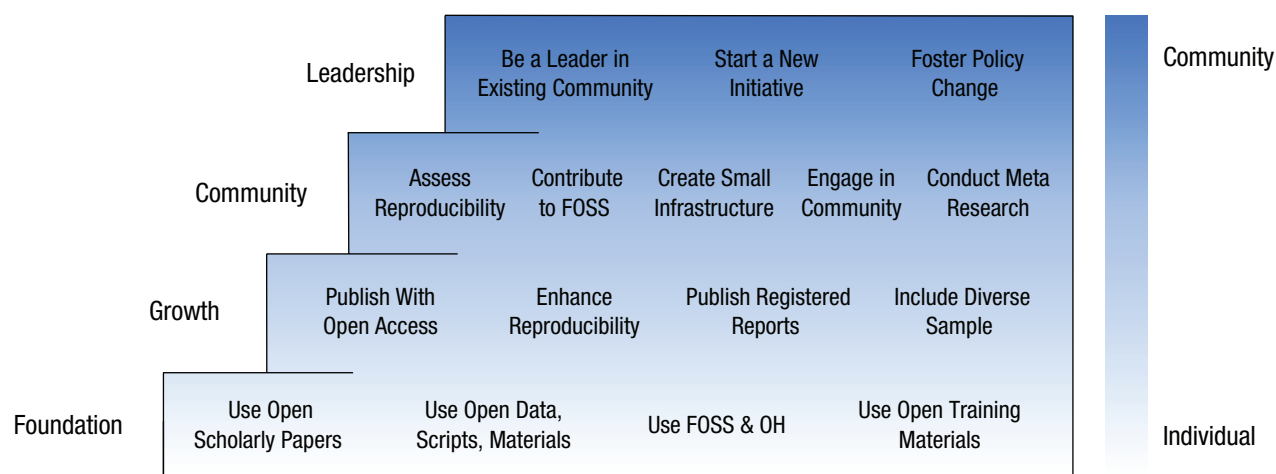 Leadership
Be a Leader in
Existing Community
Start a New
Initiative
Foster Policy
Change
Community
Community
Assess
Reproducibility
Contribute
to FOSS
Create Small
Infrastructure
Engage in
Community
Conduct Meta
Research
Growth
Publish With
Open Access
Enhance
Reproducibility
Publish Registered
Reports
Include Diverse
Sample
Foundation
Use Open
Scholarly Papers
Use Open Data,
Scripts, Materials
Use FOSS & OH
Use Open Training
Materials
Individual